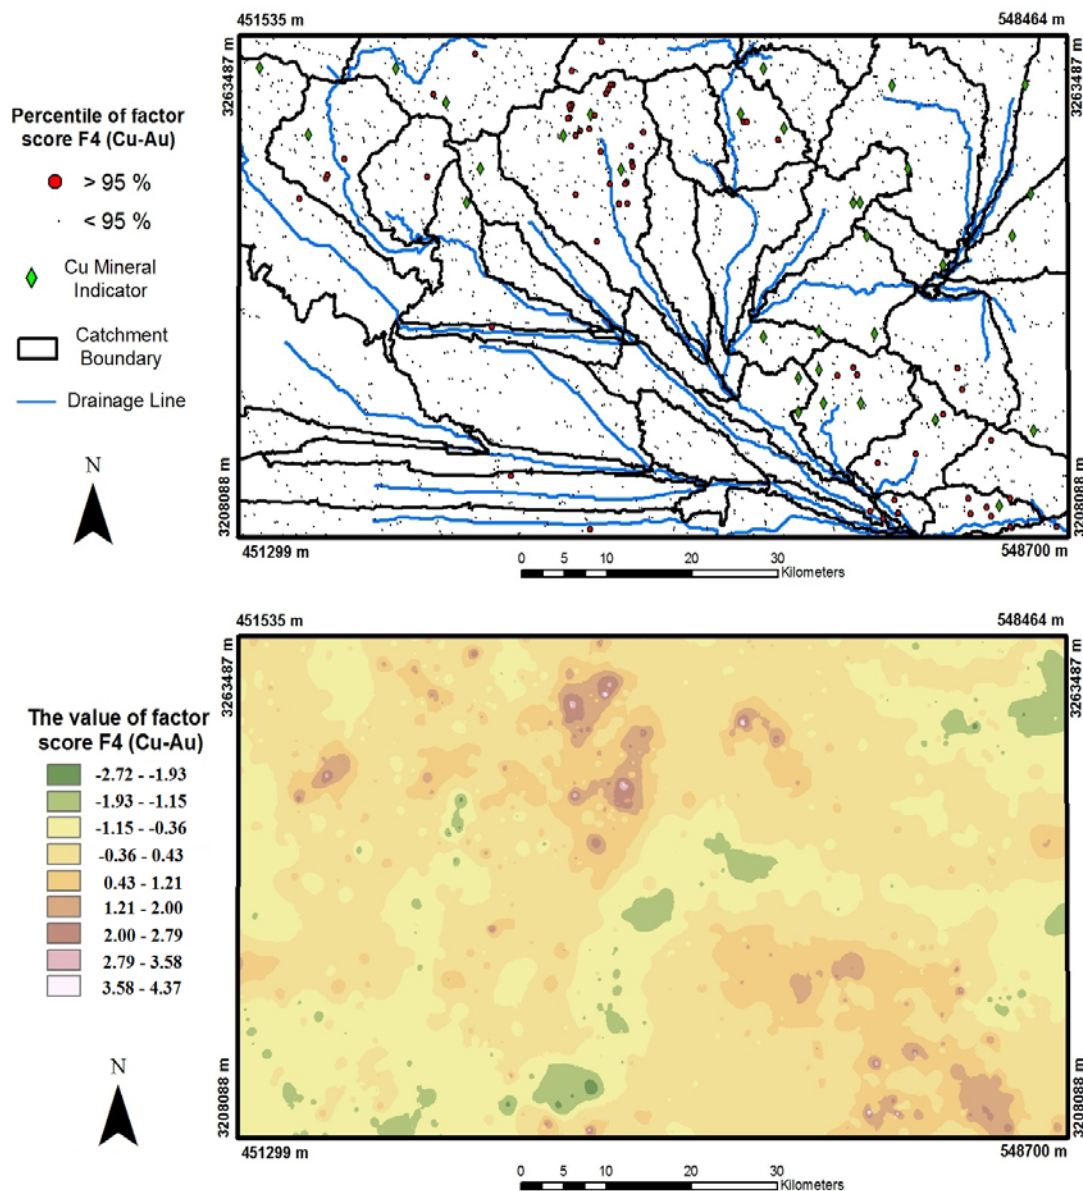 451535 m
548464 m
3263487 m
3263487 m
Percentile of factor
score F4 (Cu-Au)
> 95 %
< 95 %
Cu Mineral
Indicator
Catchment
Boundary
Drainage Line
N
3208088 m
3208088 m
451299 m
548700 m
0 5 10 20 30
Kilometers
451535 m
548464 m
3263487 m
3263487 m
The value of factor
score F4 (Cu-Au)
-2.72 - -1.93
-1.93 - -1.15
-1.15 - -0.36
-0.36 - 0.43
0.43 - 1.21
1.21 - 2.00
2.00 - 2.79
2.79 - 3.58
3.58 - 4.37
N
3208088 m
3208088 m
451299 m
548700 m
0 5 10 20 30
Kilometers